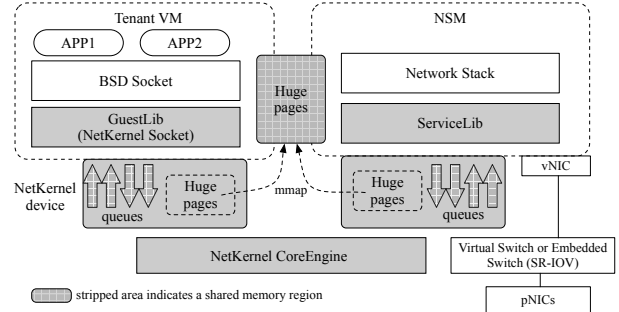 Tenant VM
NSM
APP1
APP2
BSD Socket
GuestLib
(NetKernel Socket)
Huge
pages
Network Stack
ServiceLib
vNIC
NetKernel
device
queues
Huge
pages
mmap
Huge
pages
queues
NetKernel CoreEngine
Virtual Switch or Embedded
Switch (SR-IOV)
stripped area indicates a shared memory region
pNICs